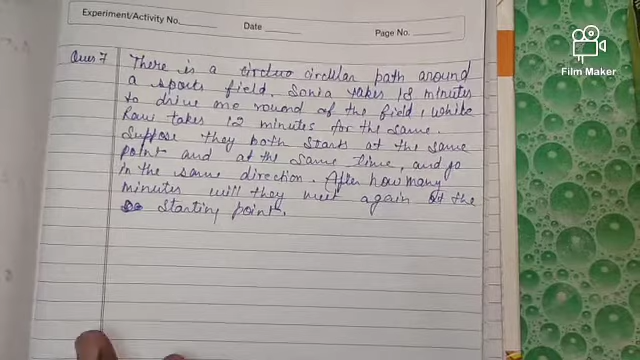 Experiment/Activity No.
Date
Page No.
Film Maker
Ques 7 There is a circular path around
a sports field. Sonia takes 18 minutes
to drive one round of the field, while
Ravi takes 12 minutes for the same.
Suppose they both starts at the same
point and at the same time, and go
in the same direction. After how many
minutes will they meet again at the
starting point.